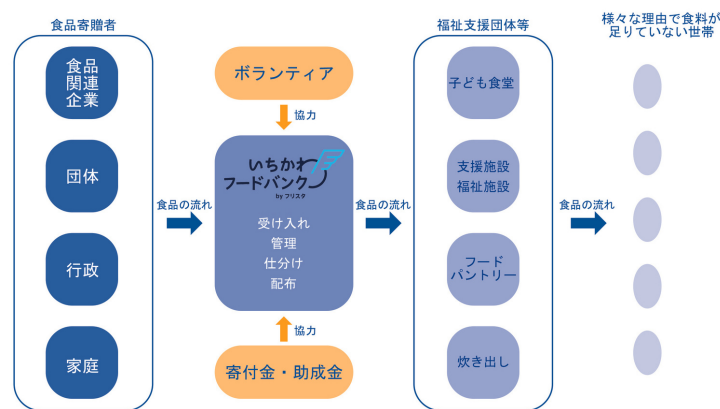 食品寄贈者
食品
関連
企業
団体
行政
家庭
食品の流れ
ボランティア
協力
いちかわ
フードバンク
by フリスタ
受け入れ
管理
仕分け
配布
協力
寄付金・助成金
食品の流れ
福祉支援団体等
子ども食堂
支援施設
福祉施設
フード
パントリー
炊き出し
食品の流れ
様々な理由で食料が
足りていない世帯